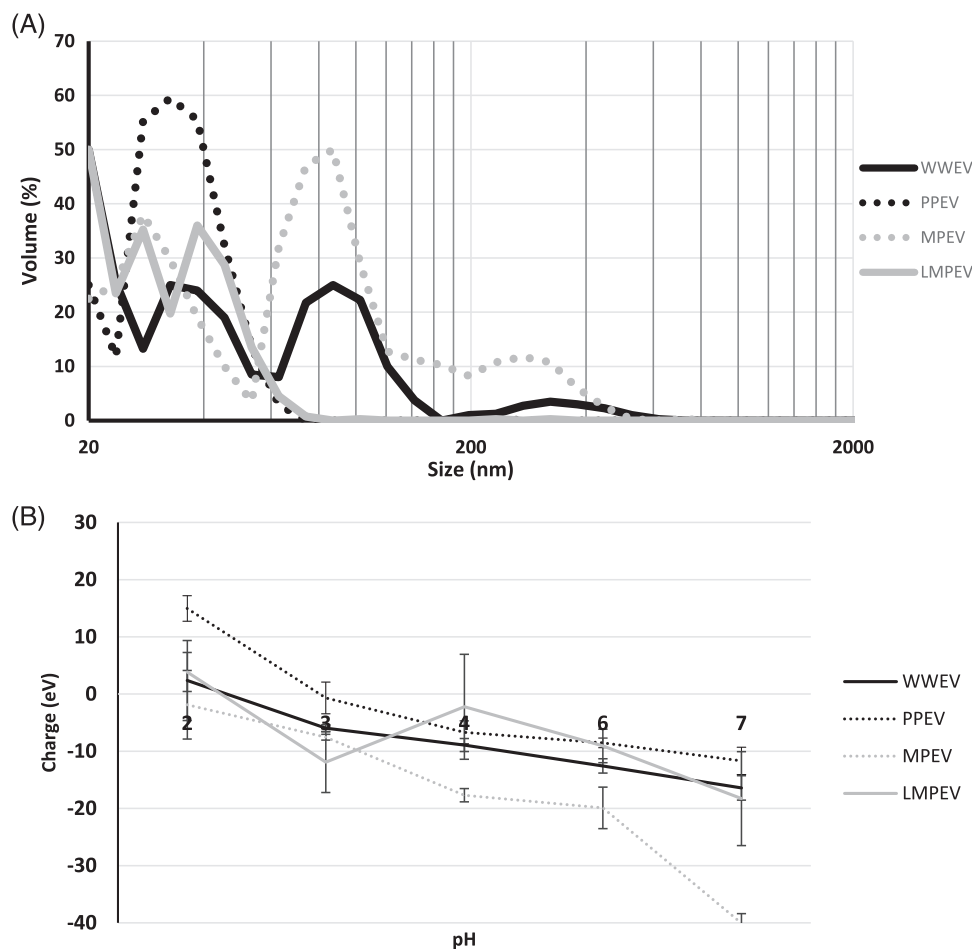 (A)
70
60
50
40
30
20
10
0
Volume (%)
20
200
2000
Size (nm)
WWEV
PPEV
MPEV
LMPEV
(B)
30
20
10
0
-10
-20
-30
-40
Charge (eV)
2
3
4
6
7
pH
WWEV
PPEV
MPEV
LMPEV